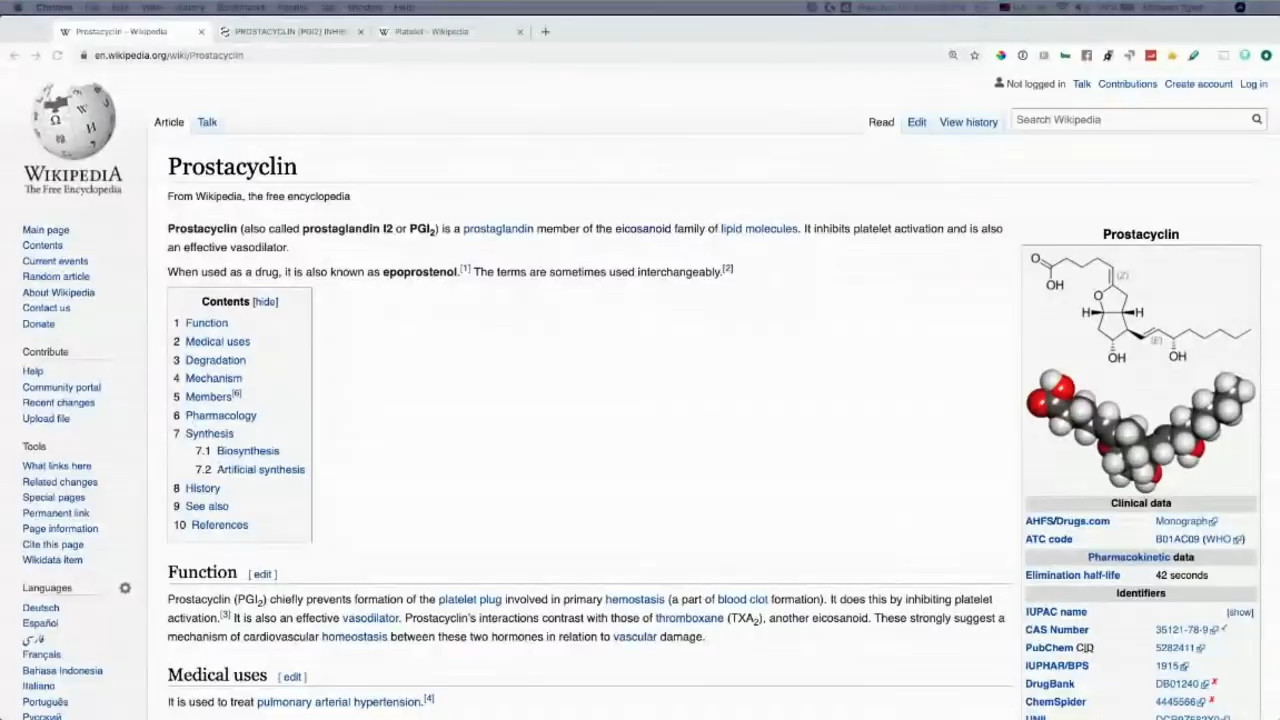 Chrome
Prostacyclin - Wikipedia
PROSTACYCLIN (PGI2) INHIB
Platelet - Wikipedia
en.wikipedia.org/wiki/Prostacyclin
Not logged in Talk Contributions Create account Log in
Article Talk
Read Edit View history
Search Wikipedia
WIKIPEDIA
The Free Encyclopedia
Main page
Contents
Current events
Random article
About Wikipedia
Contact us
Donate
Contribute
Help
Community portal
Recent changes
Upload file
Tools
What links here
Related changes
Special pages
Permanent link
Page information
Cite this page
Wikidata item
Languages
Deutsch
Español
فارسی
Français
Bahasa Indonesia
Italiano
Português
Русский
Prostacyclin
From Wikipedia, the free encyclopedia
Prostacyclin (also called prostaglandin I2 or PGI2) is a prostaglandin member of the eicosanoid family of lipid molecules. It inhibits platelet activation and is also
an effective vasodilator.
When used as a drug, it is also known as epoprostenol.[1] The terms are sometimes used interchangeably.[2]
Contents [hide]
1 Function
2 Medical uses
3 Degradation
4 Mechanism
5 Members[6]
6 Pharmacology
7 Synthesis
7.1 Biosynthesis
7.2 Artificial synthesis
8 History
9 See also
10 References
Function [ edit ]
Prostacyclin (PGI2) chiefly prevents formation of the platelet plug involved in primary hemostasis (a part of blood clot formation). It does this by inhibiting platelet
activation.[3] It is also an effective vasodilator. Prostacyclin's interactions contrast with those of thromboxane (TXA2), another eicosanoid. These strongly suggest a
mechanism of cardiovascular homeostasis between these two hormones in relation to vascular damage.
Medical uses [ edit ]
It is used to treat pulmonary arterial hypertension.[4]
Prostacyclin
O
OH
(Z)
O
H H
(E)
OH OH
Clinical data
AHFS/Drugs.com Monograph
ATC code B01AC09 (WHO)
Pharmacokinetic data
Elimination half-life 42 seconds
Identifiers
IUPAC name [show]
CAS Number 35121-78-9
PubChem CID 5282411
IUPHAR/BPS 1915
DrugBank DB01240
ChemSpider 4445566
UNII